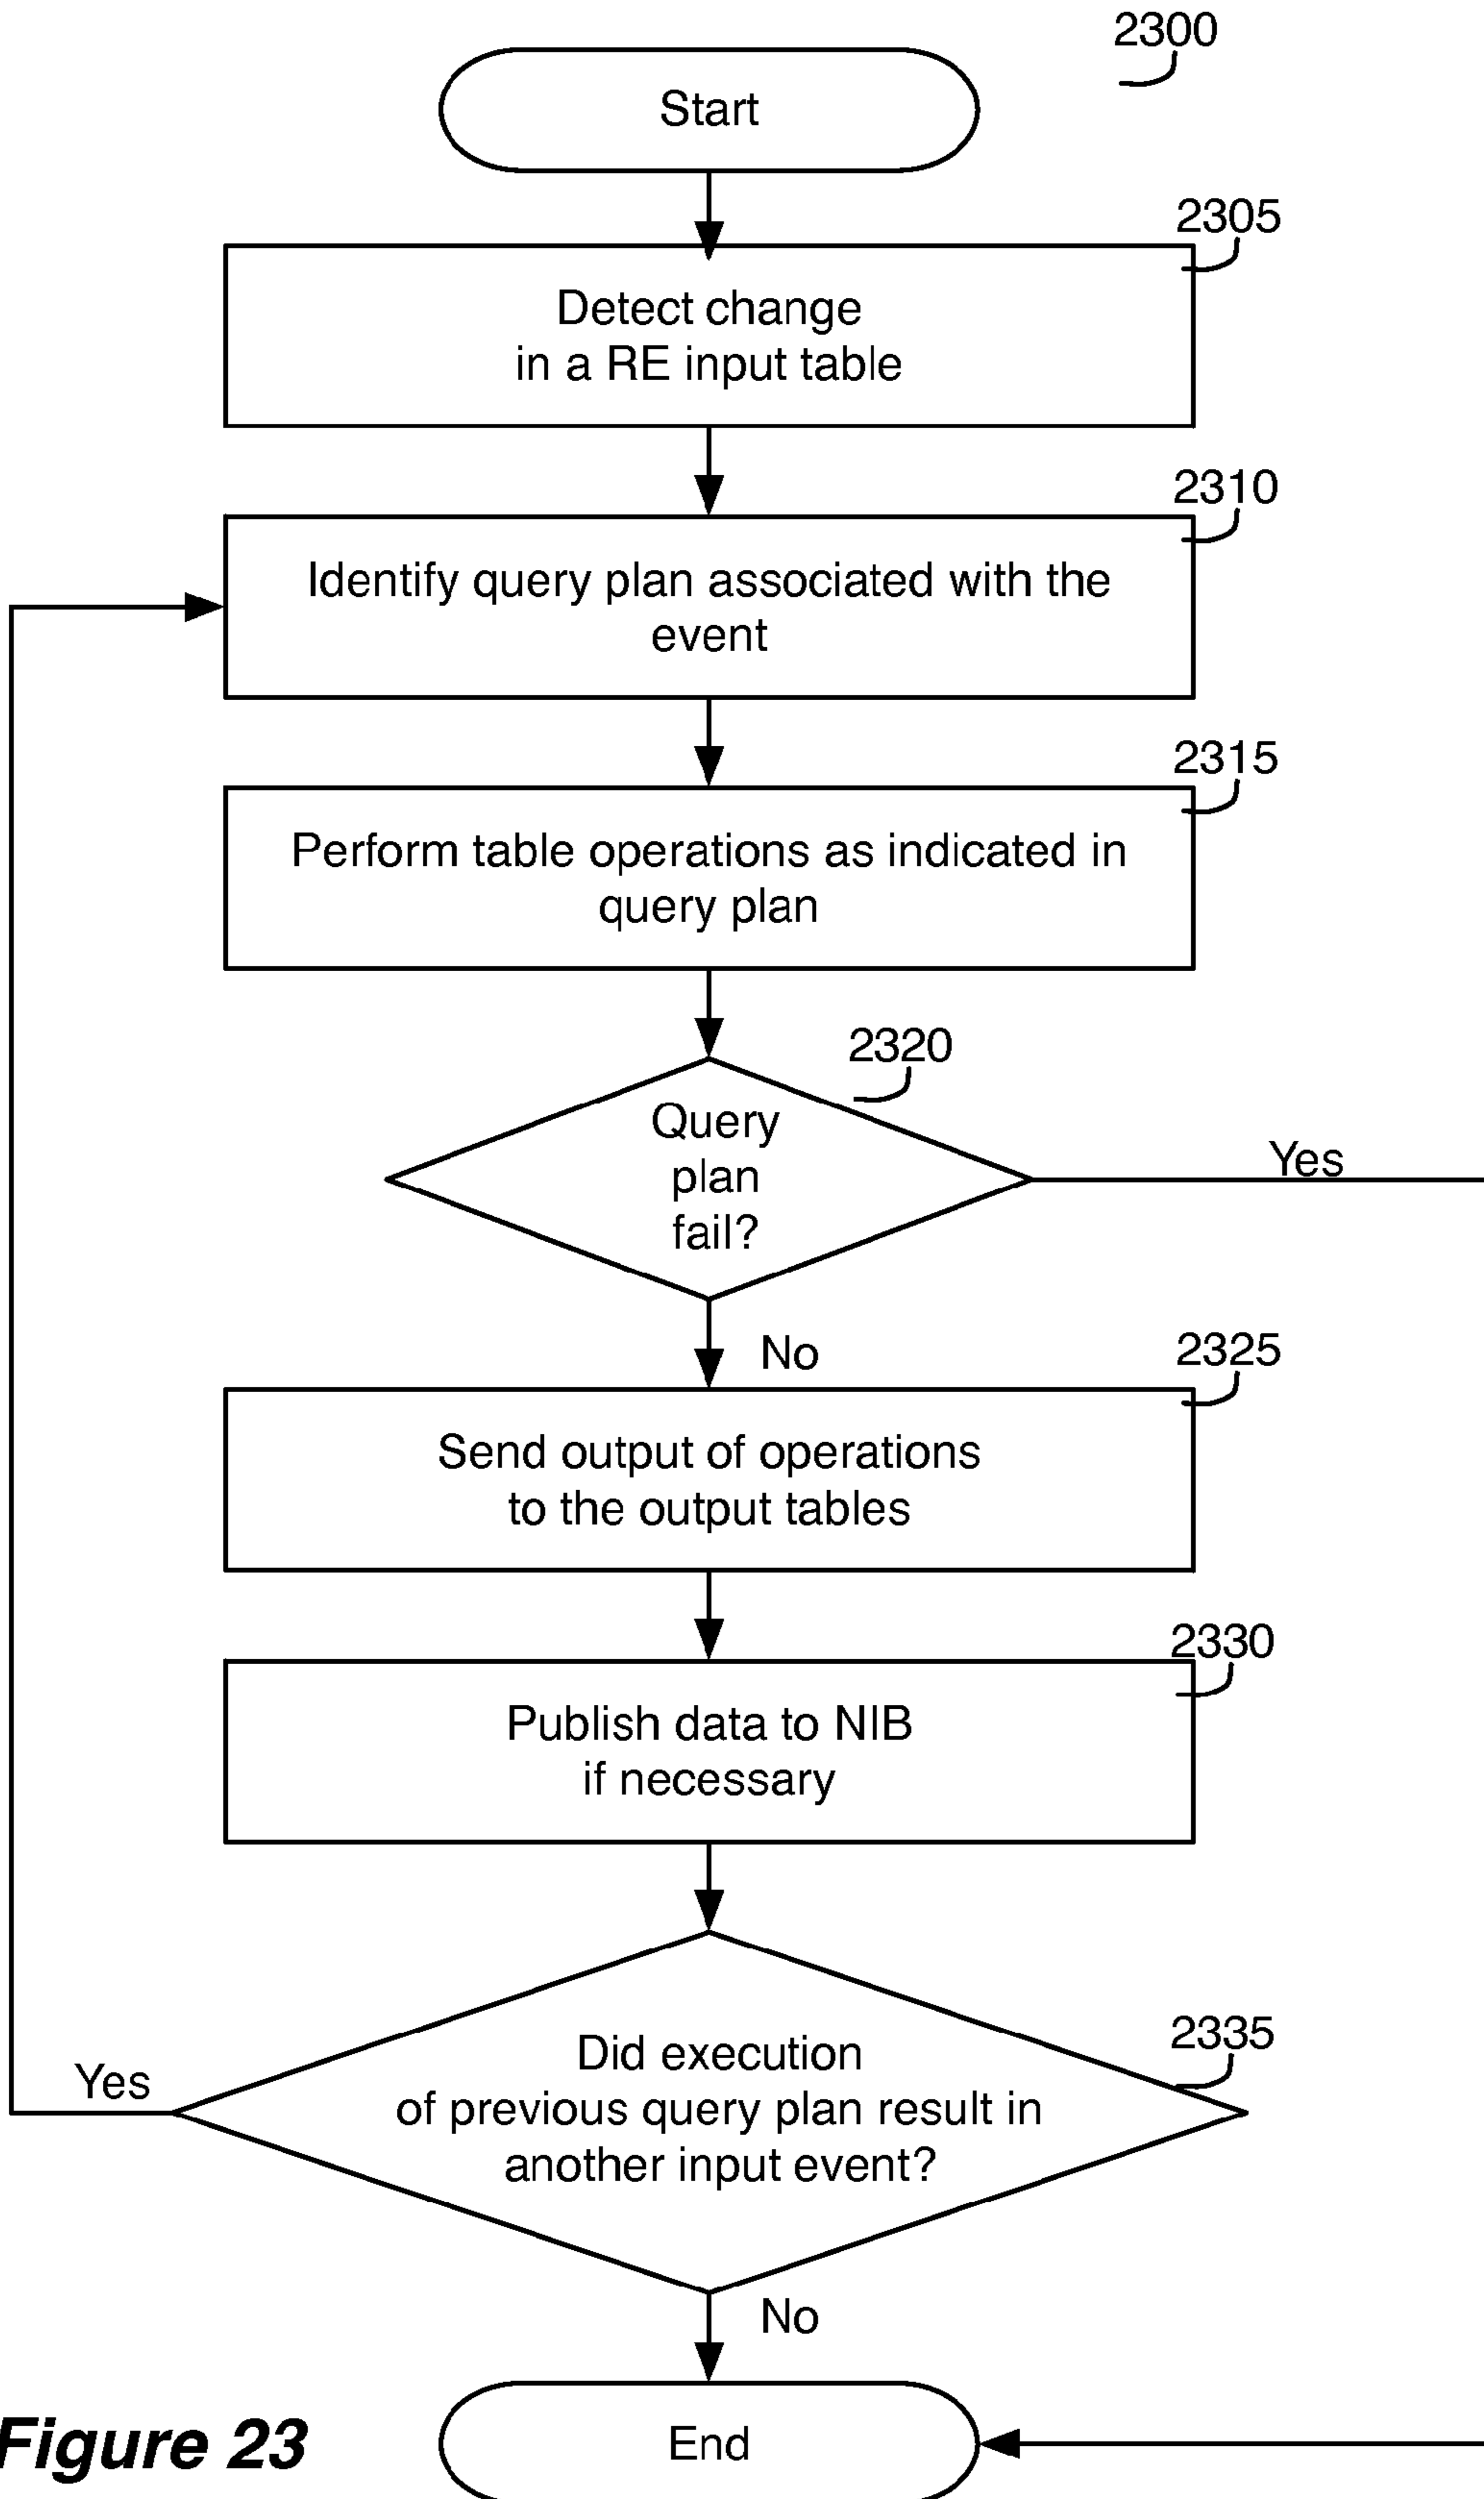 2300
Start
2305
Detect change
in a RE input table
2310
Identify query plan associated with the
event
2315
Perform table operations as indicated in
query plan
2320
Query
plan
fail?
Yes
No
2325
Send output of operations
to the output tables
2330
Publish data to NIB
if necessary
2335
Did execution
of previous query plan result in
another input event?
Yes
No
End
Figure 23